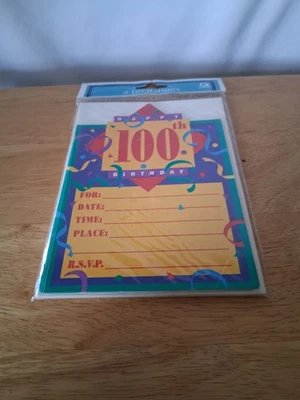 HAPPY
100th
BIRTHDAY
FOR:
DATE:
TIME:
PLACE:
R.S.V.P.